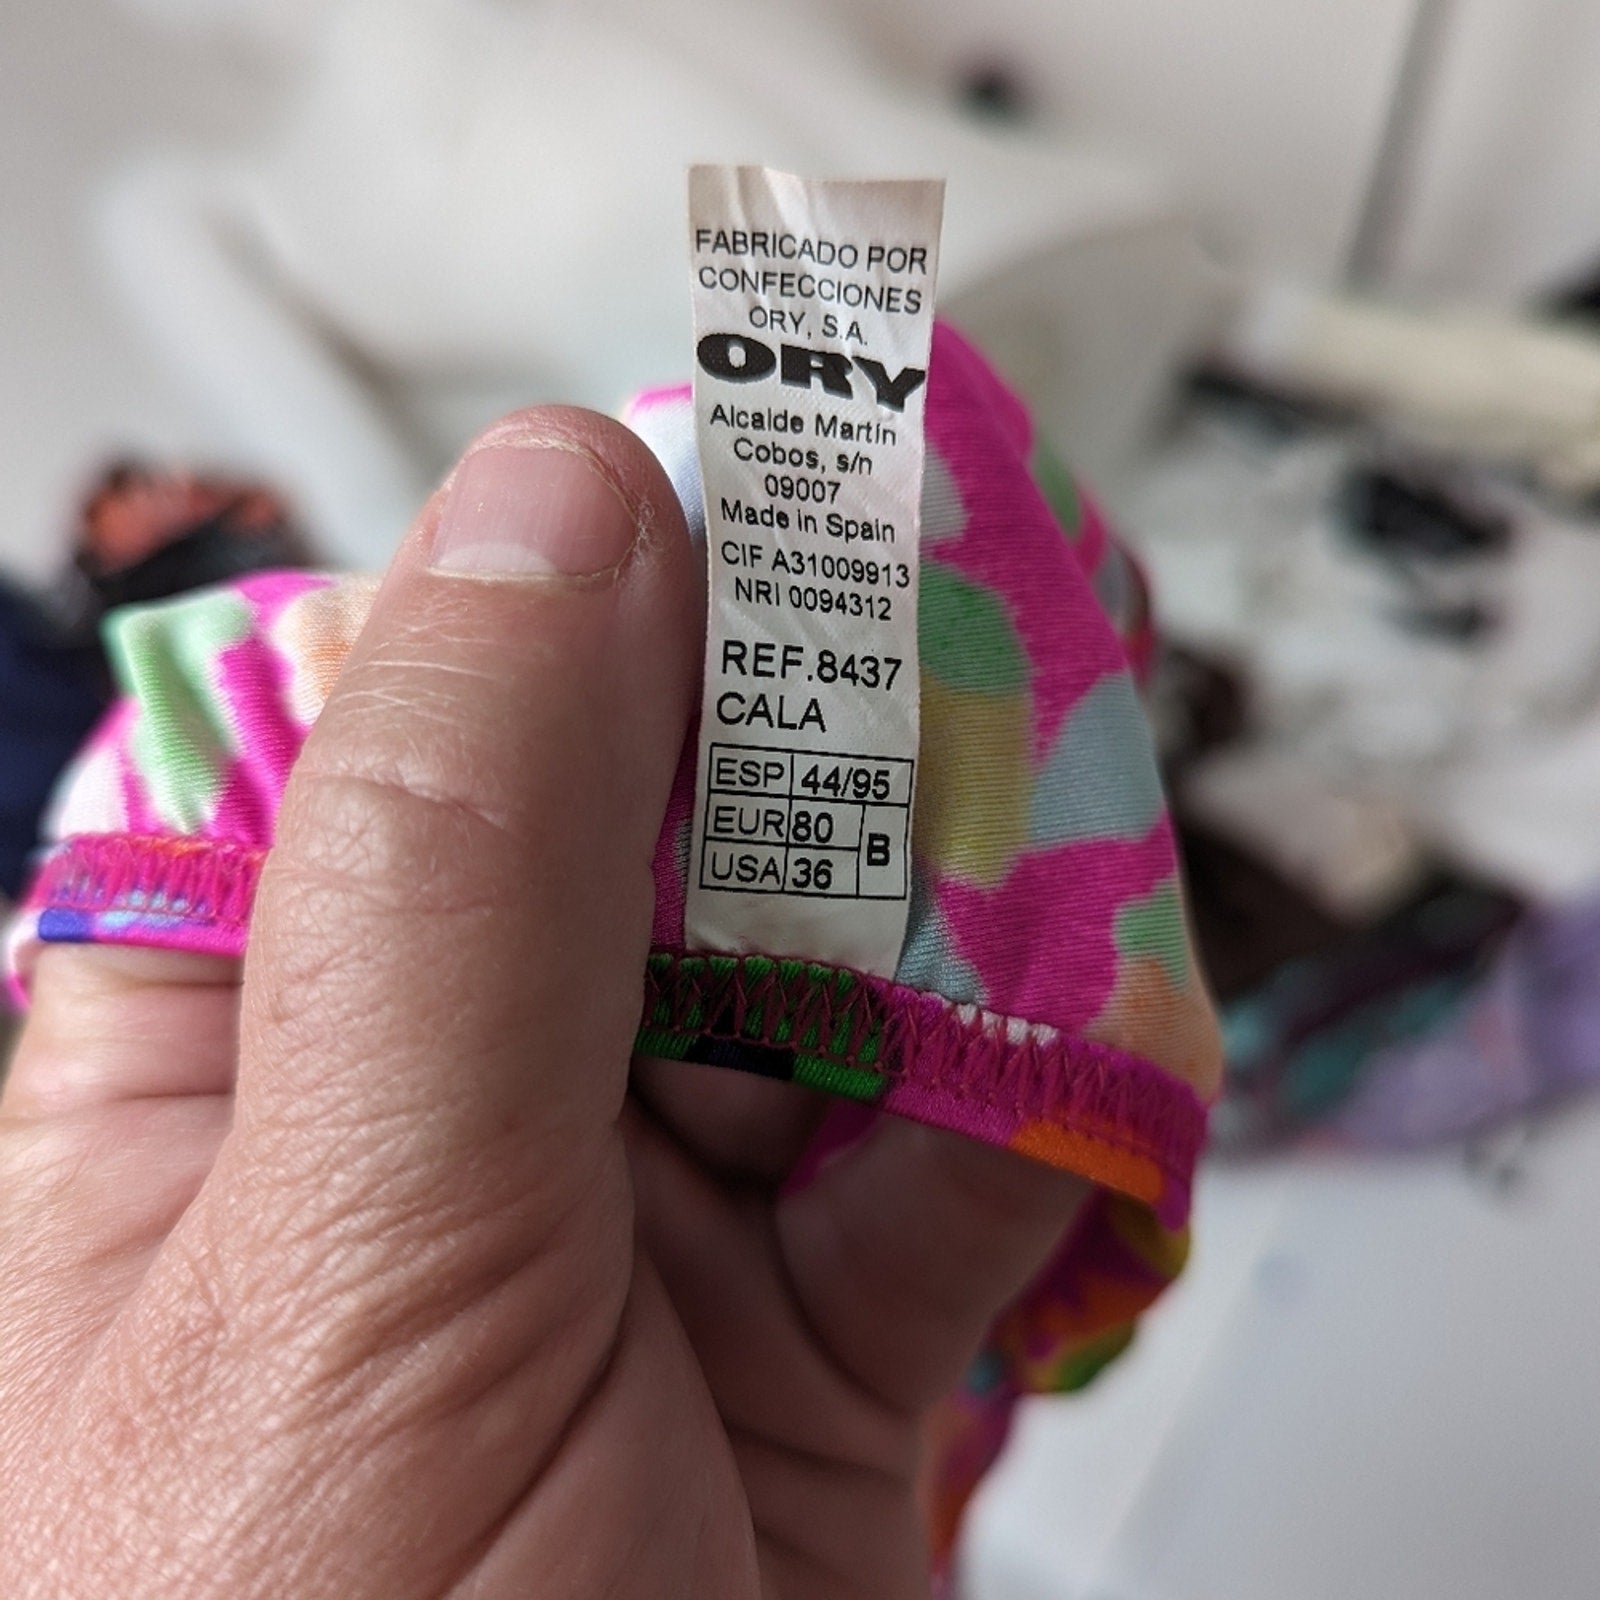 FABRICADO POR
CONFECCIONES
ORY, S.A.
ORY
Alcalde Martín
Cobos, s/n
09007
Made in Spain
CIF A31009913
NRI 0094312
REF.8437
CALA
ESP 44/95
EUR 80
B
USA 36